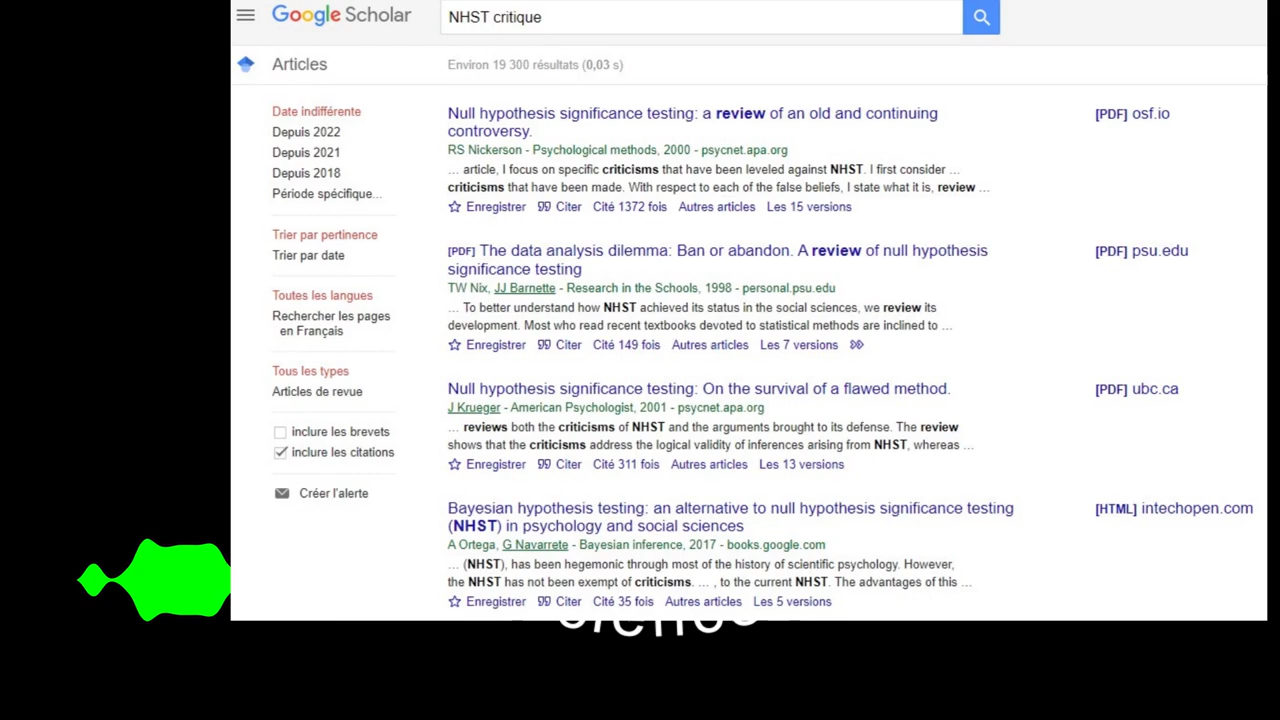 Google Scholar
NHST critique
Articles
Environ 19 300 résultats (0,03 s)
Date indifférente
Depuis 2022
Depuis 2021
Depuis 2018
Période spécifique...
Trier par pertinence
Trier par date
Toutes les langues
Rechercher les pages
en Français
Tous les types
Articles de revue
inclure les brevets
inclure les citations
Créer l'alerte
Null hypothesis significance testing: a review of an old and continuing
controversy.
RS Nickerson - Psychological methods, 2000 - psycnet.apa.org
... article, I focus on specific criticisms that have been leveled against NHST. I first consider ...
criticisms that have been made. With respect to each of the false beliefs, I state what it is, review ...
Enregistrer Citer Cité 1372 fois Autres articles Les 15 versions
[PDF] osf.io
[PDF] The data analysis dilemma: Ban or abandon. A review of null hypothesis
significance testing
TW Nix, JJ Barnette - Research in the Schools, 1998 - personal.psu.edu
... To better understand how NHST achieved its status in the social sciences, we review its
development. Most who read recent textbooks devoted to statistical methods are inclined to ...
Enregistrer Citer Cité 149 fois Autres articles Les 7 versions
[PDF] psu.edu
Null hypothesis significance testing: On the survival of a flawed method.
J Krueger - American Psychologist, 2001 - psycnet.apa.org
... reviews both the criticisms of NHST and the arguments brought to its defense. The review
shows that the criticisms address the logical validity of inferences arising from NHST, whereas ...
Enregistrer Citer Cité 311 fois Autres articles Les 13 versions
[PDF] ubc.ca
Bayesian hypothesis testing: an alternative to null hypothesis significance testing
(NHST) in psychology and social sciences
A Ortega, G Navarrete - Bayesian inference, 2017 - books.google.com
... (NHST), has been hegemonic through most of the history of scientific psychology. However,
the NHST has not been exempt of criticisms. ... , to the current NHST. The advantages of this ...
Enregistrer Citer Cité 35 fois Autres articles Les 5 versions
[HTML] intechopen.com